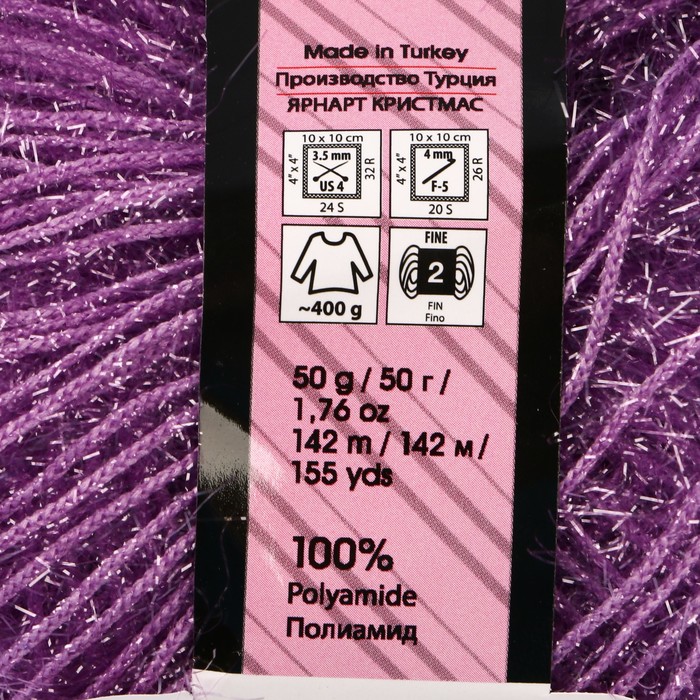 Made in Turkey
Производство Турция
ЯРНАРТ КРИСТМАС
10 x 10 cm
4" x 4"
3.5 mm
US 4
32 R
24 S
10 x 10 cm
4" x 4"
4 mm
F-5
26 R
20 S
~400 g
FINE
2
FIN
Fino
50 g / 50 г /
1,76 oz
142 m / 142 м /
155 yds
100%
Polyamide
Полиамид